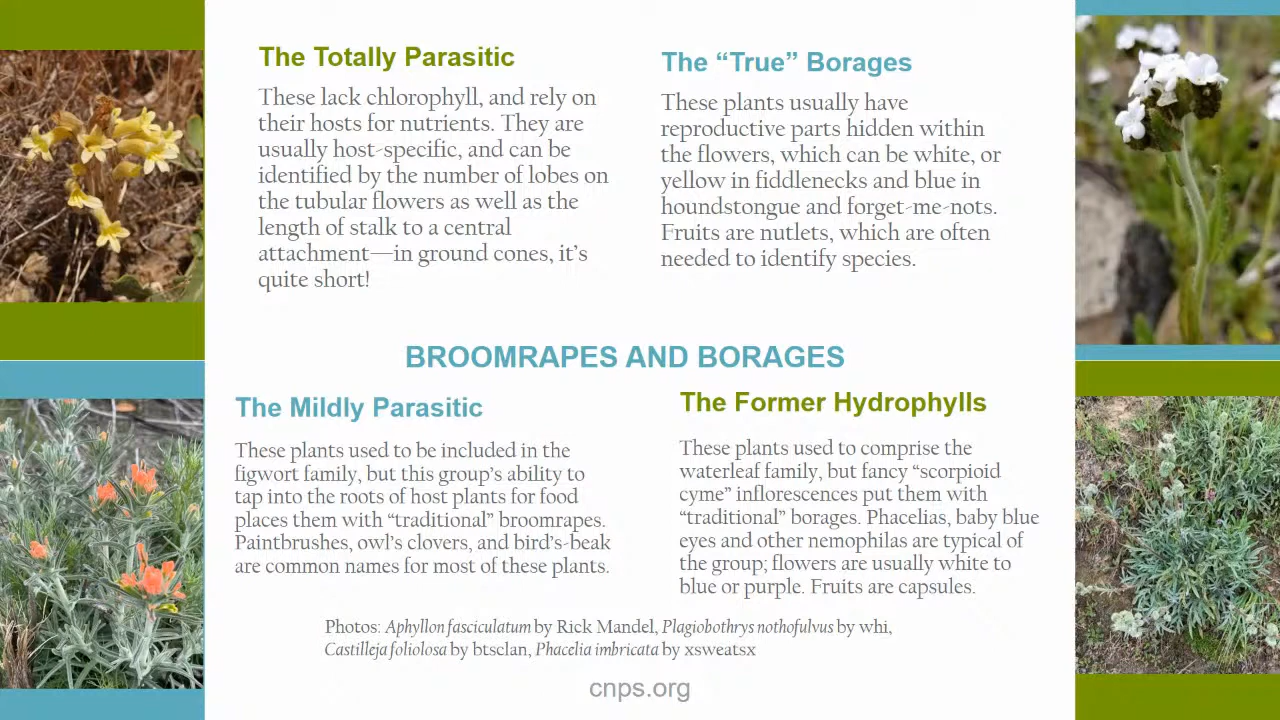 The Totally Parasitic
These lack chlorophyll, and rely on
their hosts for nutrients. They are
usually host-specific, and can be
identified by the number of lobes on
the tubular flowers as well as the
length of stalk to a central
attachment—in ground cones, it's
quite short!
The “True” Borages
These plants usually have
reproductive parts hidden within
the flowers, which can be white, or
yellow in fiddlenecks and blue in
houndstongue and forget-me-nots.
Fruits are nutlets, which are often
needed to identify species.
BROOMRAPES AND BORAGES
The Mildly Parasitic
These plants used to be included in the
figwort family, but this group's ability to
tap into the roots of host plants for food
places them with “traditional” broomrapes.
Paintbrushes, owl's clovers, and bird's-beak
are common names for most of these plants.
The Former Hydrophylls
These plants used to comprise the
waterleaf family, but fancy “scorpioid
cyme” inflorescences put them with
“traditional” borages. Phacelias, baby blue
eyes and other nemophilas are typical of
the group; flowers are usually white to
blue or purple. Fruits are capsules.
Photos: Aphyllon fasciculatum by Rick Mandel, Plagiobothrys nothofulvus by whi,
Castilleja foliolosa by btsclan, Phacelia imbricata by xsweatsx
cnps.org